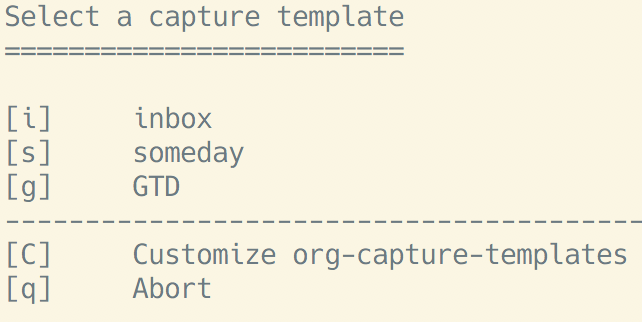 Select a capture template
=========================
[i]     inbox
[s]     someday
[g]     GTD
----------------------------------------
[C]     Customize org-capture-templates
[q]     Abort